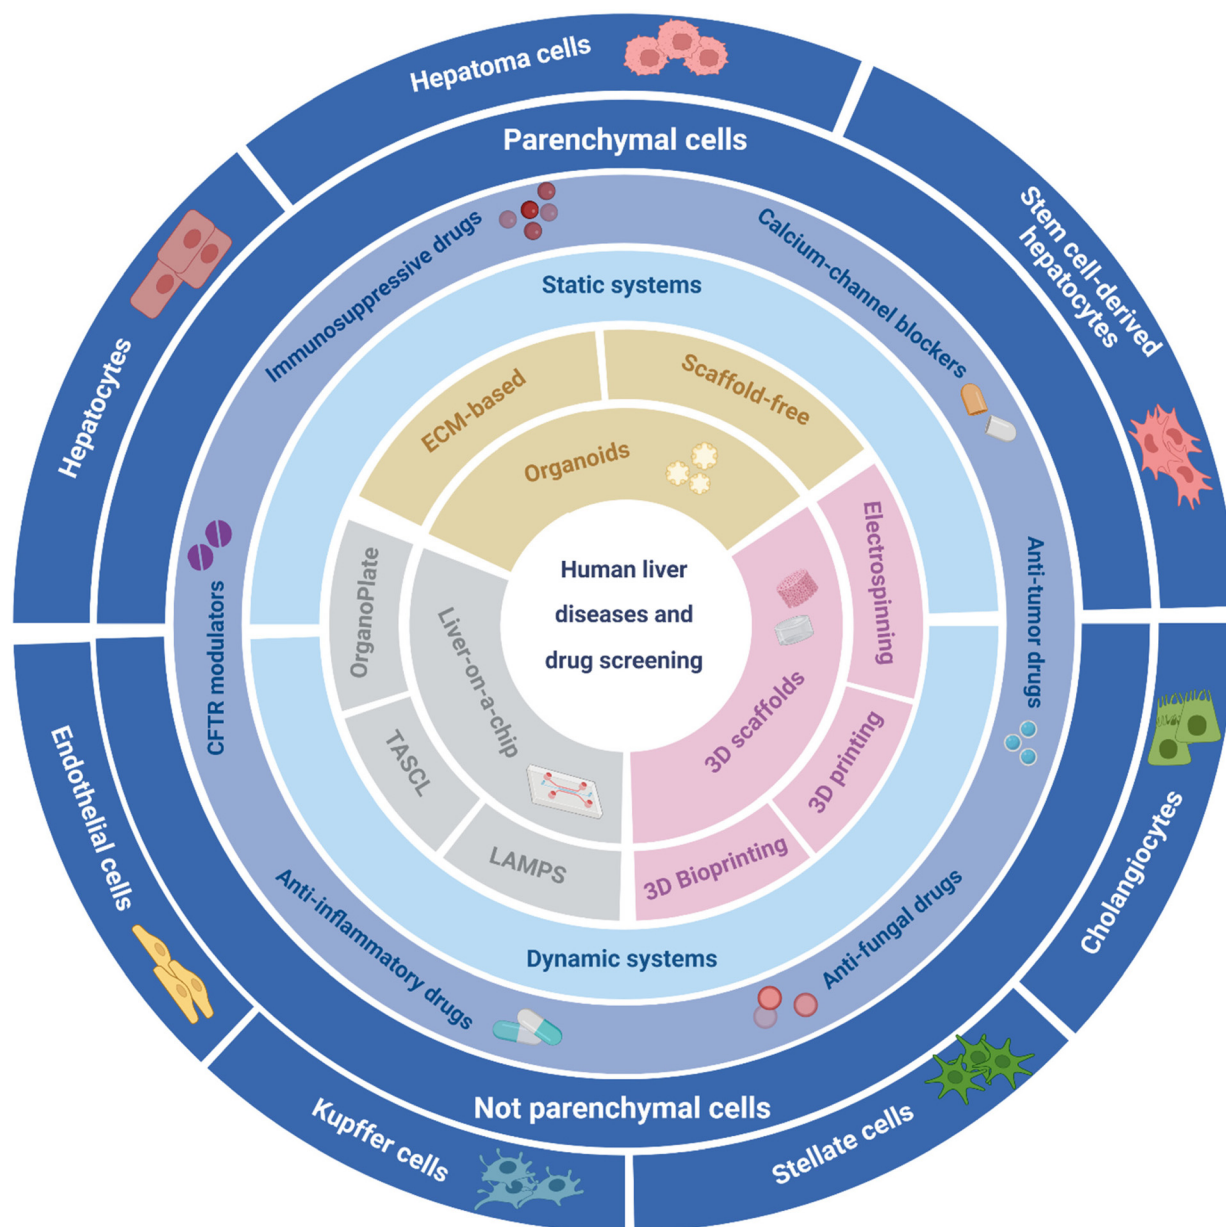 Hepatoma cells
Parenchymal cells
Stem cell-derived
hepatocytes
Hepatocytes
Immunosuppressive drugs
Calcium-channel blockers
Static systems
ECM-based
Scaffold-free
Organoids
Electrospinning
Anti-tumor drugs
CFTR modulators
OrganoPlate
Liver-on-a-chip
Human liver
diseases and
drug screening
3D scaffolds
3D printing
TASCL
LAMPS
3D Bioprinting
Endothelial cells
Cholangiocytes
Anti-inflammatory drugs
Dynamic systems
Anti-fungal drugs
Not parenchymal cells
Kupffer cells
Stellate cells